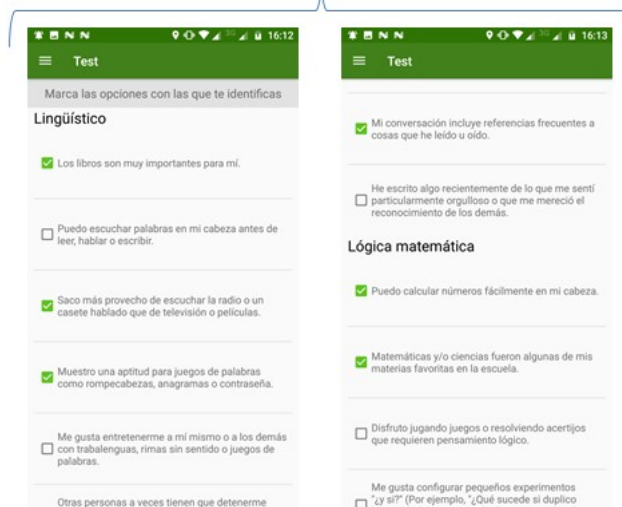 16:12
Test
Marca las opciones con las que te identificas
Lingüístico
Los libros son muy importantes para mí.
Puedo escuchar palabras en mi cabeza antes de
leer, hablar o escribir.
Saco más provecho de escuchar la radio o un
casete hablado que de televisión o películas.
Muestro una aptitud para juegos de palabras
como rompecabezas, anagramas o contraseña.
Me gusta entretenerme a mí mismo o a los demás
con trabalenguas, rimas sin sentido o juegos de
palabras.
Otras personas a veces tienen que detenerme
3G 16:13
Test
Mi conversación incluye referencias frecuentes a
cosas que he leído u oído.
He escrito algo recientemente de lo que me sentí
particularmente orgulloso o que me mereció el
reconocimiento de los demás.
Lógica matemática
Puedo calcular números fácilmente en mi cabeza.
Matemáticas y/o ciencias fueron algunas de mis
materias favoritas en la escuela.
Disfruto jugando juegos o resolviendo acertijos
que requieren pensamiento lógico.
Me gusta configurar pequeños experimentos
"¿y si?" (Por ejemplo, "¿Qué sucede si duplico